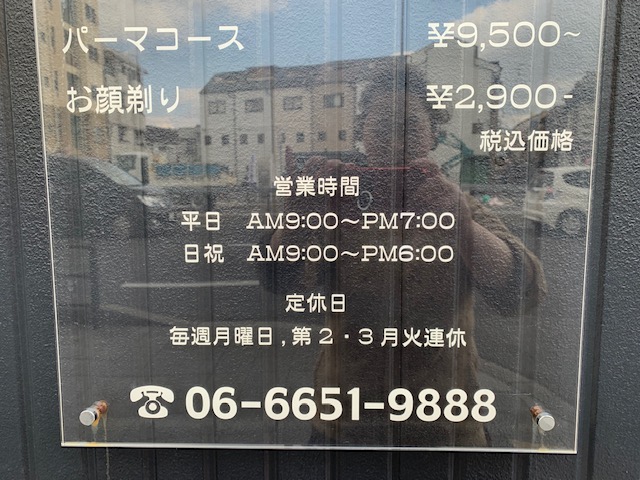 パーマコース ¥9,500~
お顔剃り ¥2,900-
税込価格
営業時間
平日 AM9:00～PM7:00
日祝 AM9:00～PM6:00
定休日
毎週月曜日,第2・3月火連休
☎ 06-6651-9888